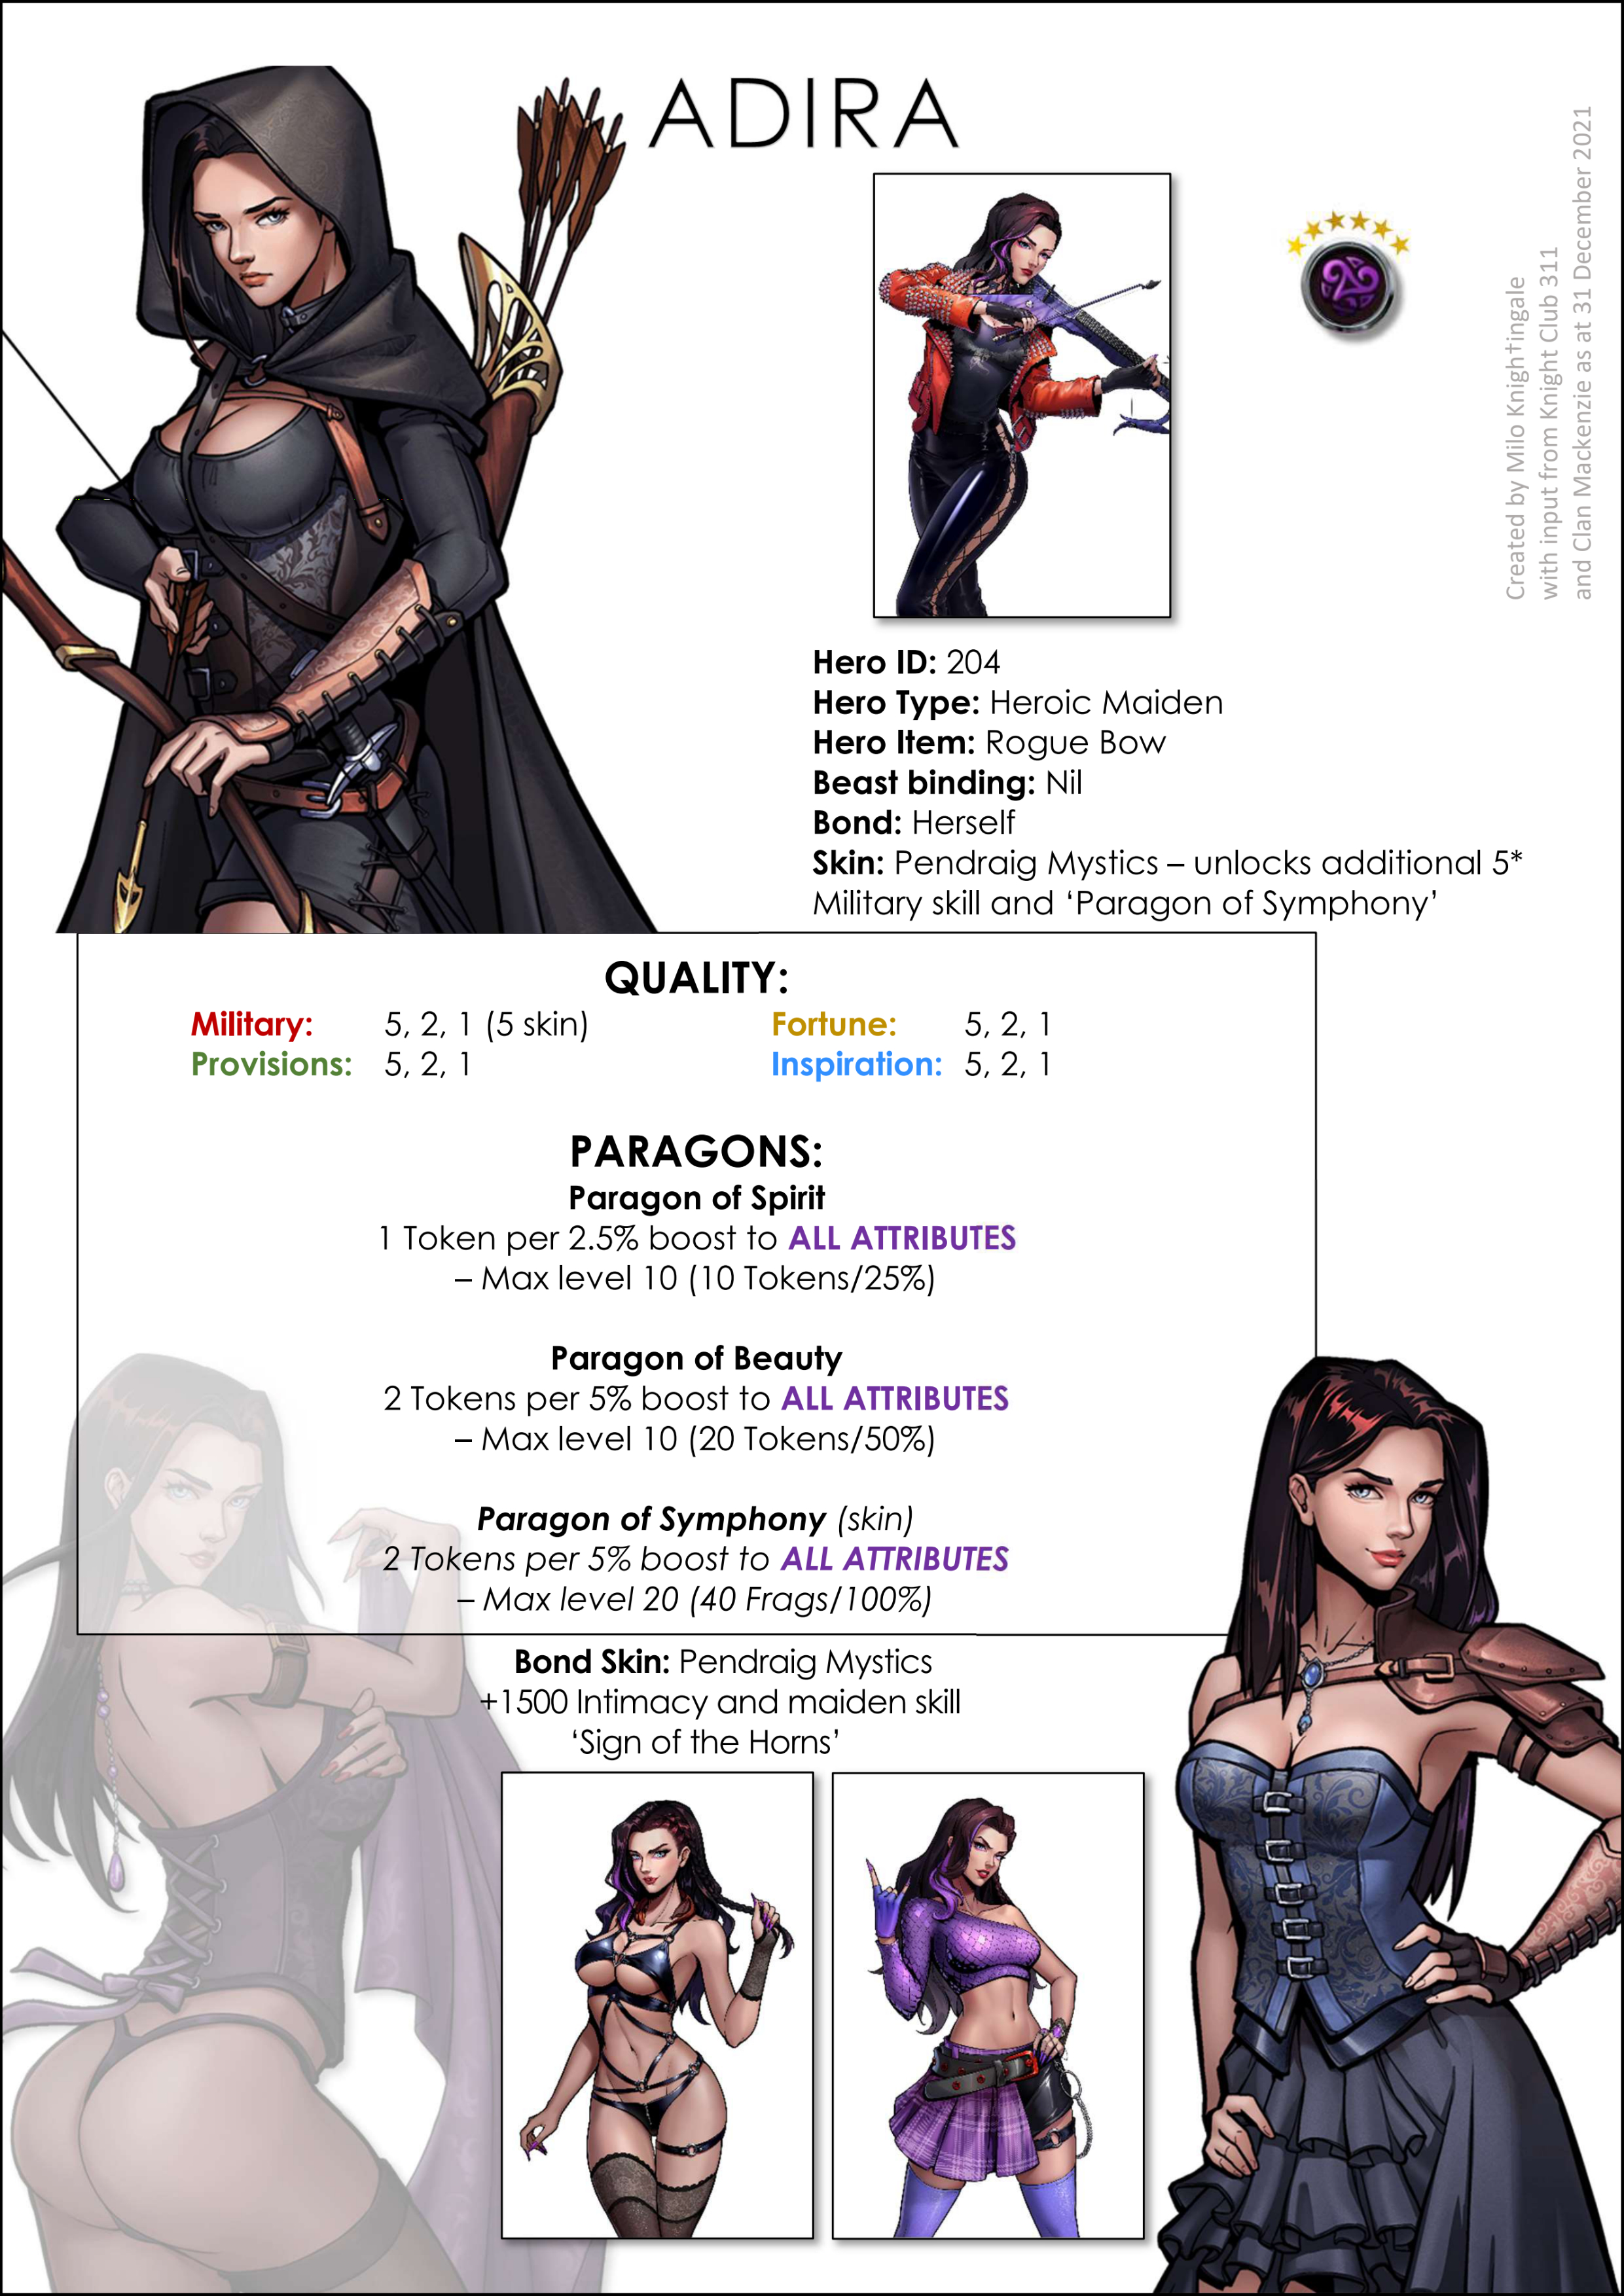 ADIRA
Created by Milo Knigh†ingale
with input from Knight Club 311
and Clan Mackenzie as at 31 December 2021
Hero ID: 204
Hero Type: Heroic Maiden
Hero Item: Rogue Bow
Beast binding: Nil
Bond: Herself
Skin: Pendraig Mystics – unlocks additional 5*
Military skill and ‘Paragon of Symphony’
QUALITY:
Military: 5, 2, 1 (5 skin) Fortune: 5, 2, 1
Provisions: 5, 2, 1 Inspiration: 5, 2, 1
PARAGONS:
Paragon of Spirit
1 Token per 2.5% boost to ALL ATTRIBUTES
– Max level 10 (10 Tokens/25%)
Paragon of Beauty
2 Tokens per 5% boost to ALL ATTRIBUTES
– Max level 10 (20 Tokens/50%)
Paragon of Symphony (skin)
2 Tokens per 5% boost to ALL ATTRIBUTES
– Max level 20 (40 Frags/100%)
Bond Skin: Pendraig Mystics
+1500 Intimacy and maiden skill
‘Sign of the Horns’